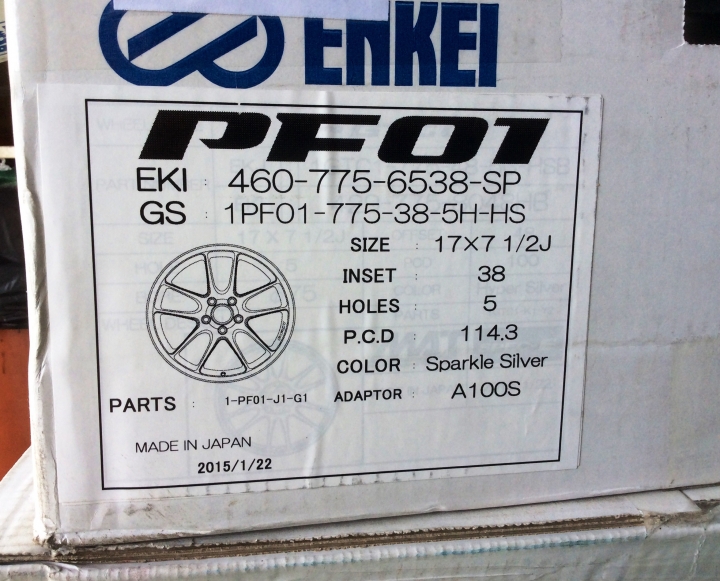 ENKEI
PF01
EKI : 460-775-6538-SP
GS : 1PF01-775-38-5H-HS
SIZE : 17×7 1/2J
INSET : 38
HOLES : 5
P.C.D : 114.3
COLOR : Sparkle Silver
PARTS : 1-PF01-J1-G1
ADAPTOR : A100S
MADE IN JAPAN
2015/1/22